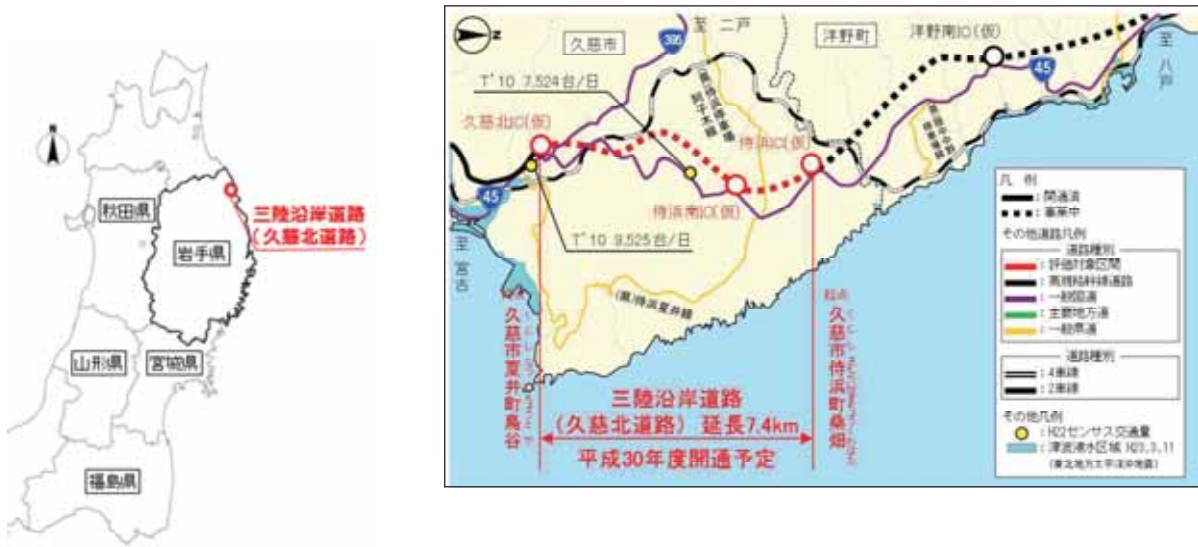 N
秋田県
岩手県
三陸沿岸道路
(久慈北道路)
山形県
宮城県
福島県
N
久慈市
395
至 二戸
洋野町
洋野南IC(仮)
45
至 八戸
T'10 7,524台/日
久慈北IC(仮)
侍浜IC(仮)
侍浜南IC(仮)
45
至 宮古
T'10 9,525台/日
(県)侍浜夏井線
久慈市夏井町鳥谷
久慈市侍浜町桑畑
三陸沿岸道路
(久慈北道路) 延長7.4km
平成30年度開通予定
凡 例
:開通済
:事業中
その他道路凡例
道路種別
:評価対象区間
:高規格幹線道路
:一般国道
:主要地方道
:一般県道
道路種別
:4車線
:2車線
その他凡例
:H22センサス交通量
:津波浸水区域 H23.3.11
(東北地方太平洋沖地震)